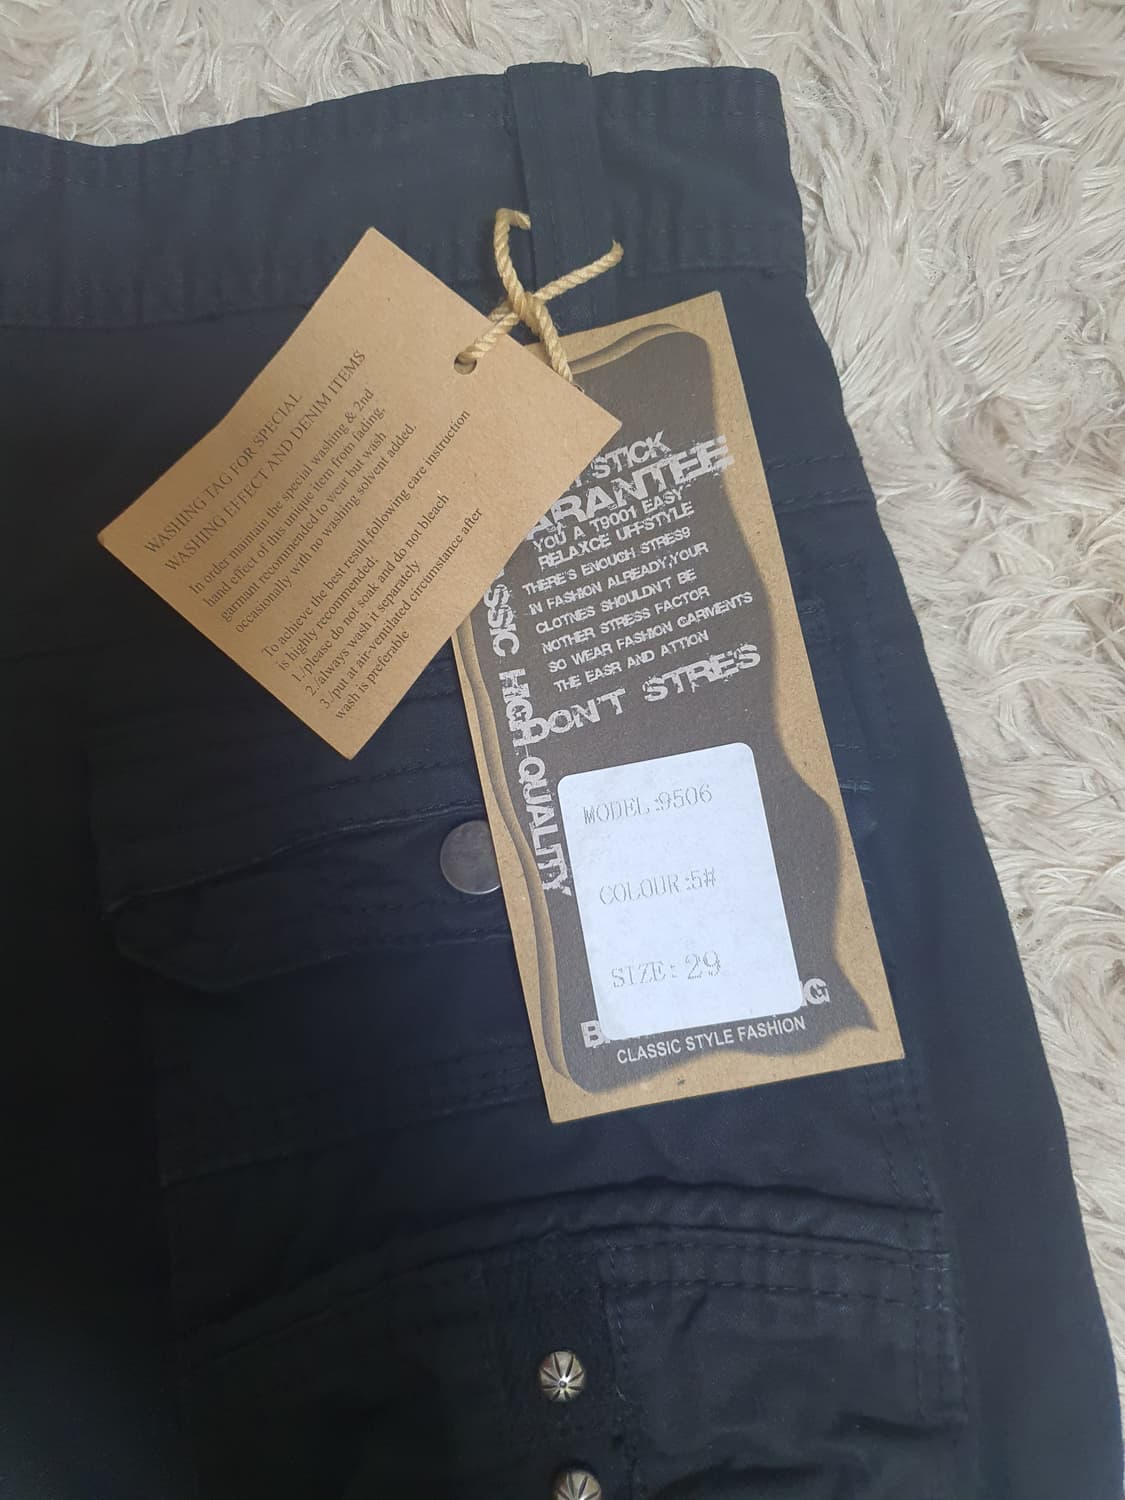 WASHING TAG FOR SPECIAL
WASHING EFFECT AND DENIM ITEMS
In order maintain the special washing & 2nd
hand effect of this unique item from fading,
garmant recommended to wear but wash
occasionally with no washing solvent added.
To achieve the best result,following care instruction
is highly recommended:
1./please do not soak and do not bleach
2./always wash it separately
3./put at air-ventilated circumstance after
wash is preferable
STICK
ARANTEE
YOU A T9001 EASY
RELAXCE UFFSTYLE
THERE'S ENOUGH STRES9
IN FASHION ALREADY,YOUR
CLOTNES SHOULDN'T BE
NOTHER STRESS FACTOR
SO WEAR FASHION GARMENTS
THE EASR AND ATTION
DON'T STRES
SSIC HIGH QUALITY
MODEL:9506
COLOUR:5#
SIZE:29
CLASSIC STYLE FASHION